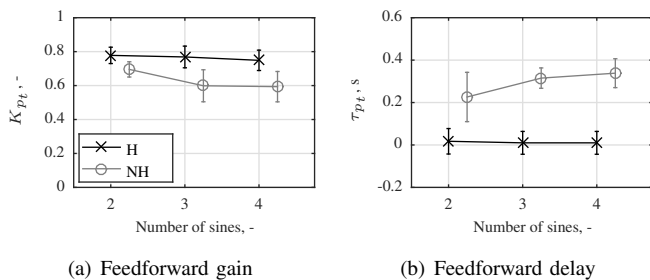 1
0.8
0.6
0.4
0.2
0
K_{p_t}, -
H
NH
2
3
4
Number of sines, -
(a) Feedforward gain
0.6
0.4
0.2
0
-0.2
τ_{p_t}, s
2
3
4
Number of sines, -
(b) Feedforward delay